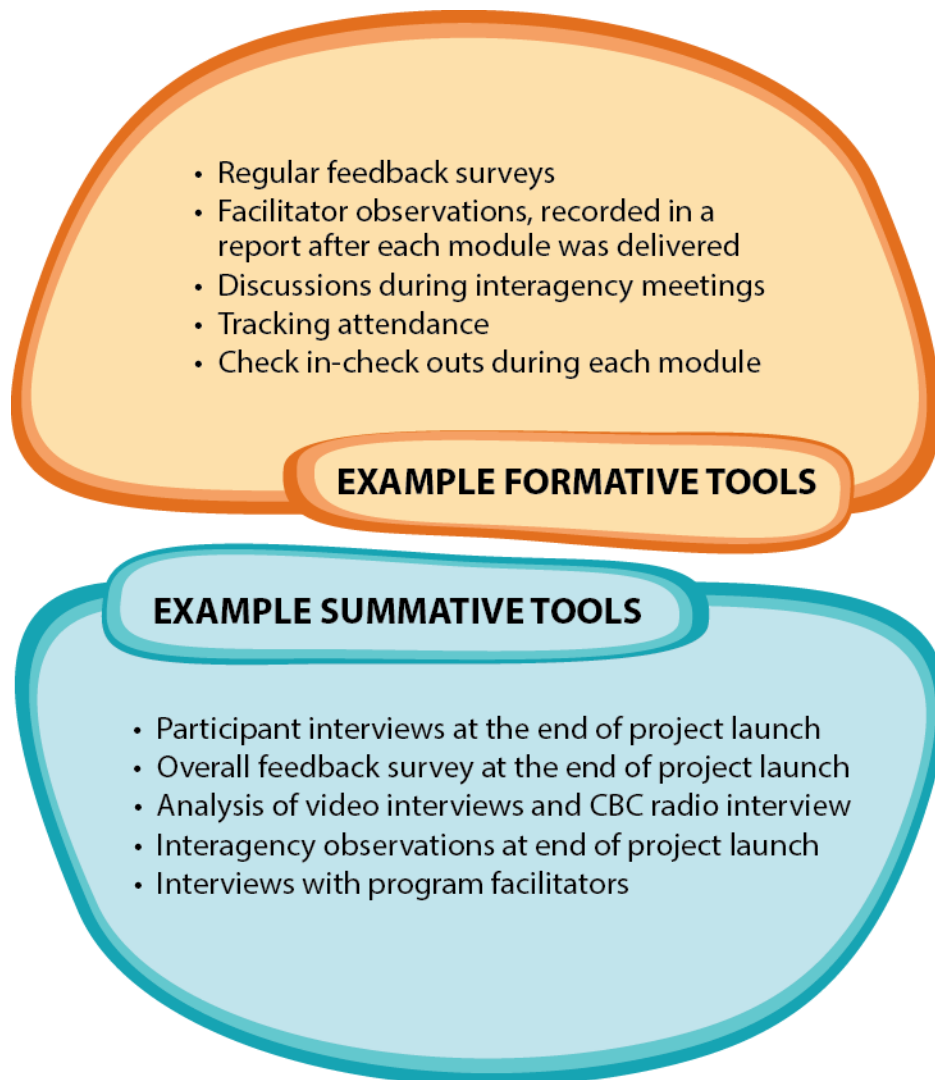 • Regular feedback surveys
• Facilitator observations, recorded in a
report after each module was delivered
• Discussions during interagency meetings
• Tracking attendance
• Check in-check outs during each module
EXAMPLE FORMATIVE TOOLS
EXAMPLE SUMMATIVE TOOLS
• Participant interviews at the end of project launch
• Overall feedback survey at the end of project launch
• Analysis of video interviews and CBC radio interview
• Interagency observations at end of project launch
• Interviews with program facilitators